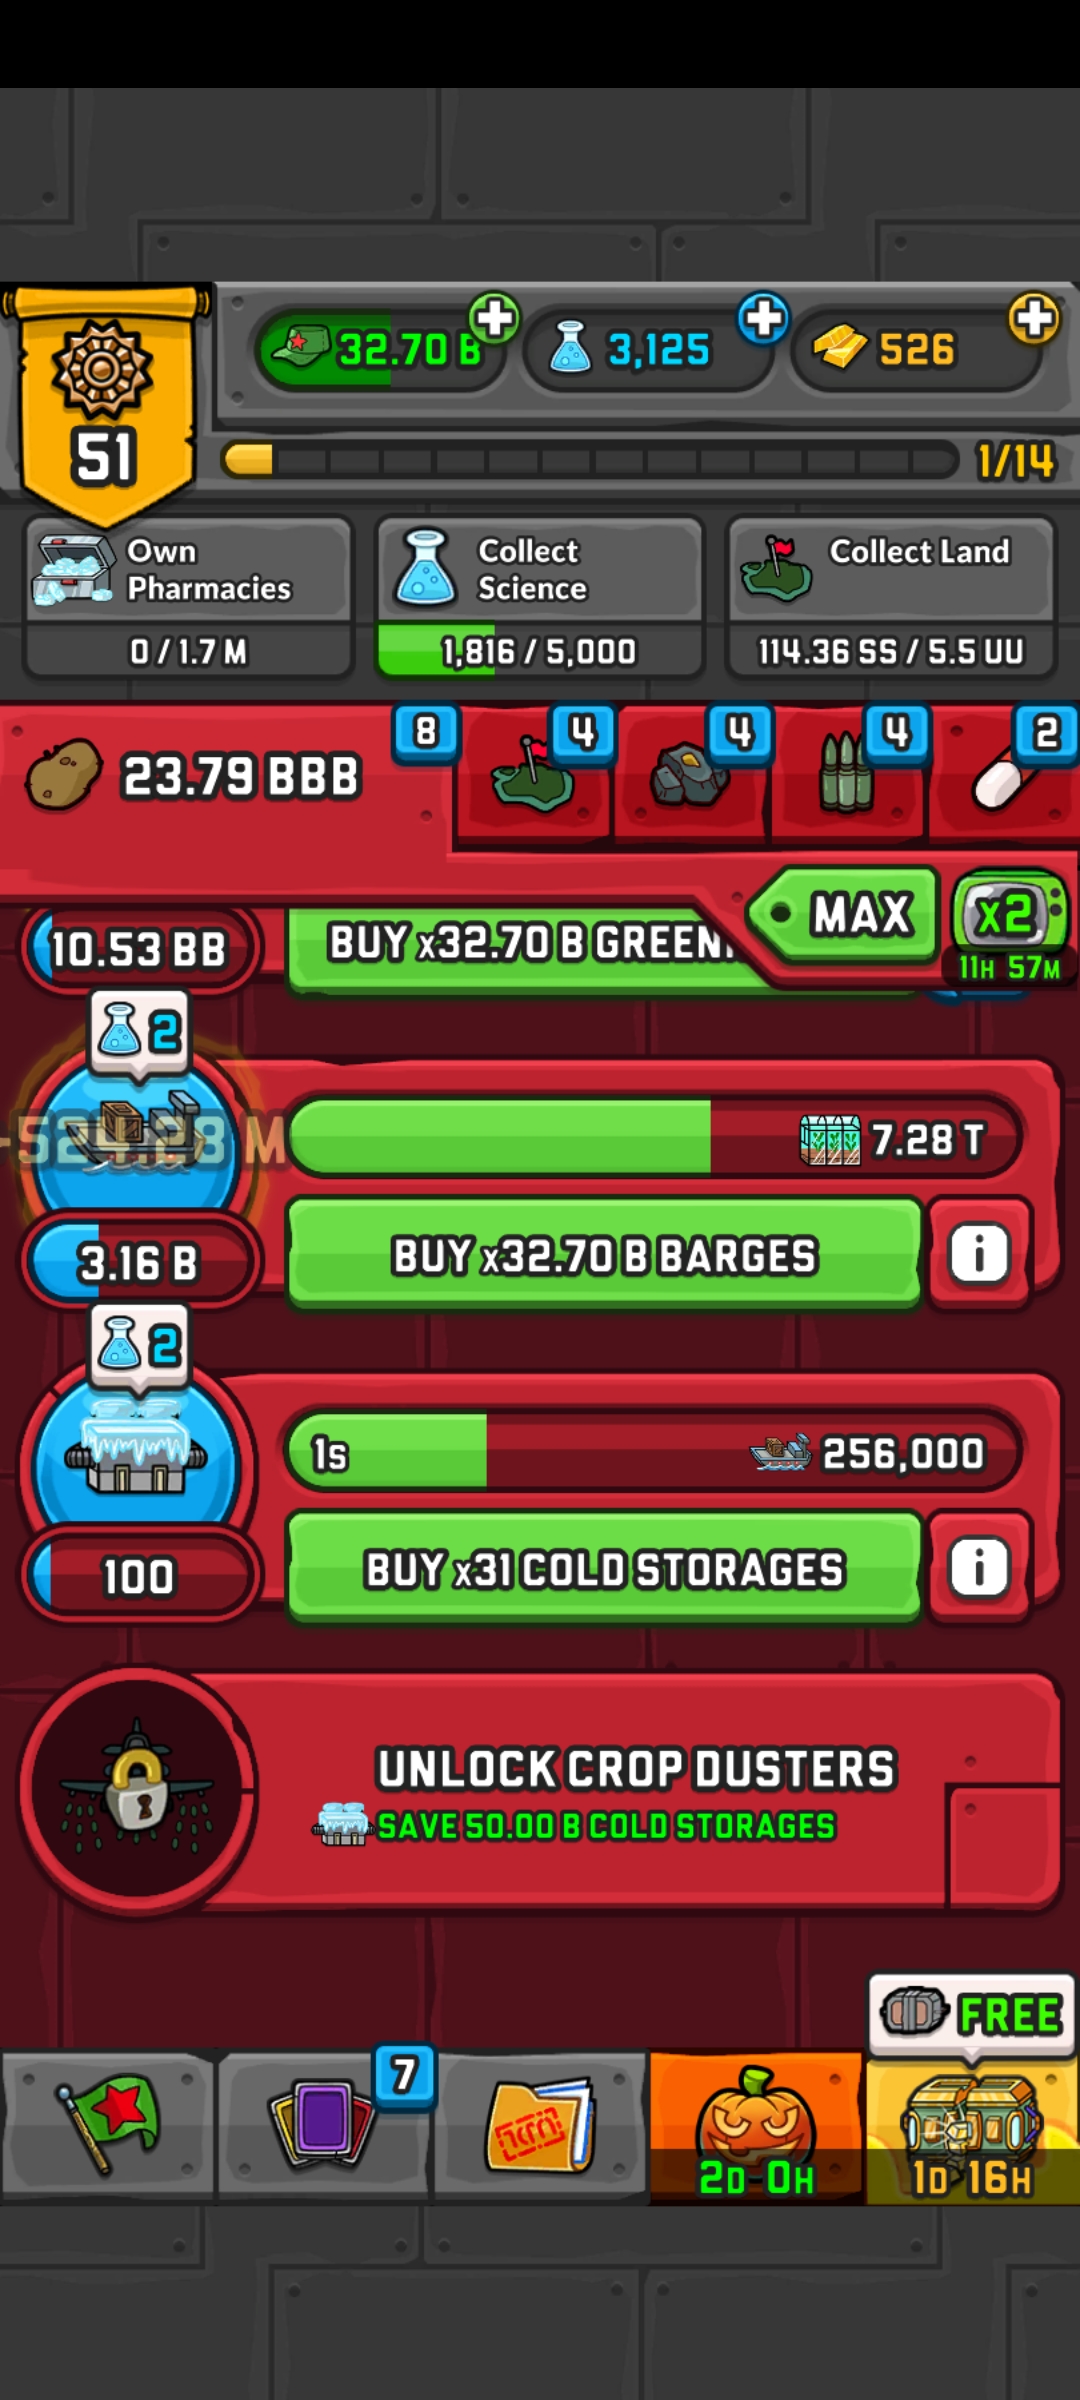 51
32.70 B
3,125
526
1/14
Own
Pharmacies
0 / 1.7 M
Collect
Science
1,816 / 5,000
Collect Land
114.36 SS / 5.5 UU
23.79 BBB
8
4
4
4
2
MAX
x2
11H 57M
10.53 BB
BUY x32.70 B GREEN
2
7.28 T
3.16 B
BUY x32.70 B BARGES
i
2
1s
256,000
100
BUY x31 COLD STORAGES
i
UNLOCK CROP DUSTERS
SAVE 50.00 B COLD STORAGES
FREE
7
2D 0H
1D 16H